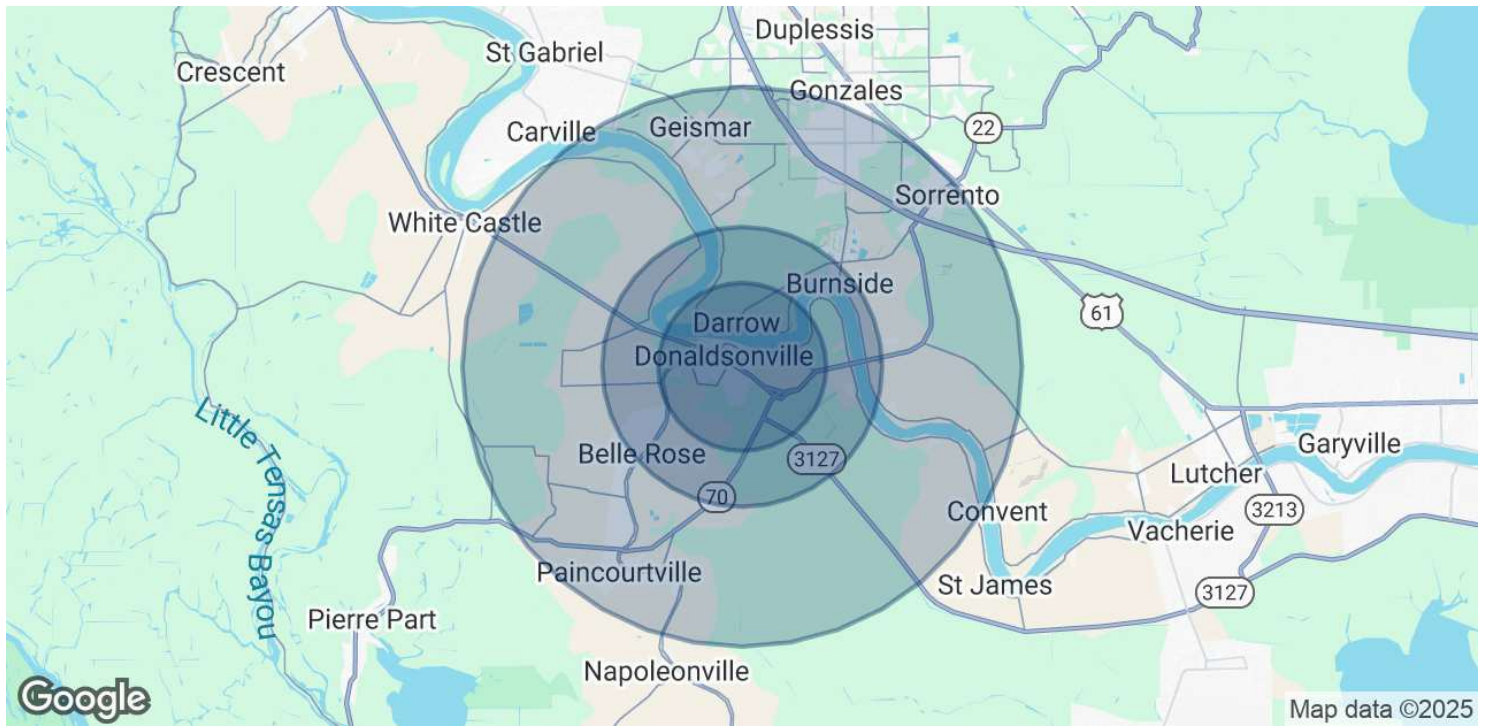 Duplessis
St Gabriel
Crescent
Gonzales
Carville
Geismar
22
Sorrento
White Castle
Burnside
61
Darrow
Donaldsonville
Little Tensas Bayou
Belle Rose
3127
Garyville
Lutcher
70
Convent
3213
Vacherie
Paincourtville
St James
3127
Pierre Part
Napoleonville
Google
Map data ©2025